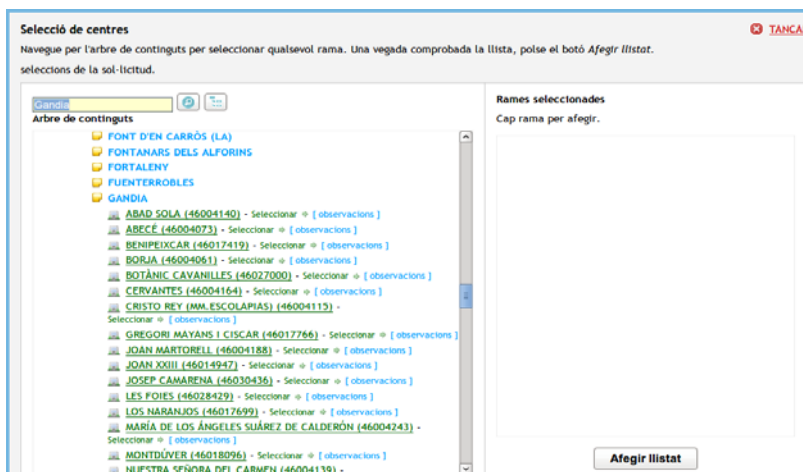 Selecció de centres
TANCA
Navegue per l'arbre de continguts per seleccionar qualsevol rama. Una vegada comprobada la llista, polse el botó Afegir llistat.
seleccions de la sol·licitud.
Gandia
Arbre de continguts
FONT D'EN CARRÒS (LA)
FONTANARS DELS ALFORINS
FORTALENY
FUENTERROBLES
GANDIA
ABAD SOLA (46004140) - Seleccionar [ observacions ]
ABECÉ (46004073) - Seleccionar [ observacions ]
BENIPEIXCAR (46017419) - Seleccionar [ observacions ]
BORJA (46004061) - Seleccionar [ observacions ]
BOTÀNIC CAVANILLES (46027000) - Seleccionar [ observacions ]
CERVANTES (46004164) - Seleccionar [ observacions ]
CRISTO REY (MM.ESCOLAPIAS) (46004115) -
Seleccionar [ observacions ]
GREGORI MAYANS I CISCAR (46017766) - Seleccionar [ observacions ]
JOAN MARTORELL (46004188) - Seleccionar [ observacions ]
JOAN XXIII (46014947) - Seleccionar [ observacions ]
JOSEP CAMARENA (46030436) - Seleccionar [ observacions ]
LES FOIES (46028429) - Seleccionar [ observacions ]
LOS NARANJOS (46017699) - Seleccionar [ observacions ]
MARÍA DE LOS ÁNGELES SUÁREZ DE CALDERÓN (46004243) -
Seleccionar [ observacions ]
MONTDÚVER (46018096) - Seleccionar [ observacions ]
NUESTRA SEÑORA DEL CARMEN (46004139) -
Rames seleccionades
Cap rama per afegir.
Afegir llistat